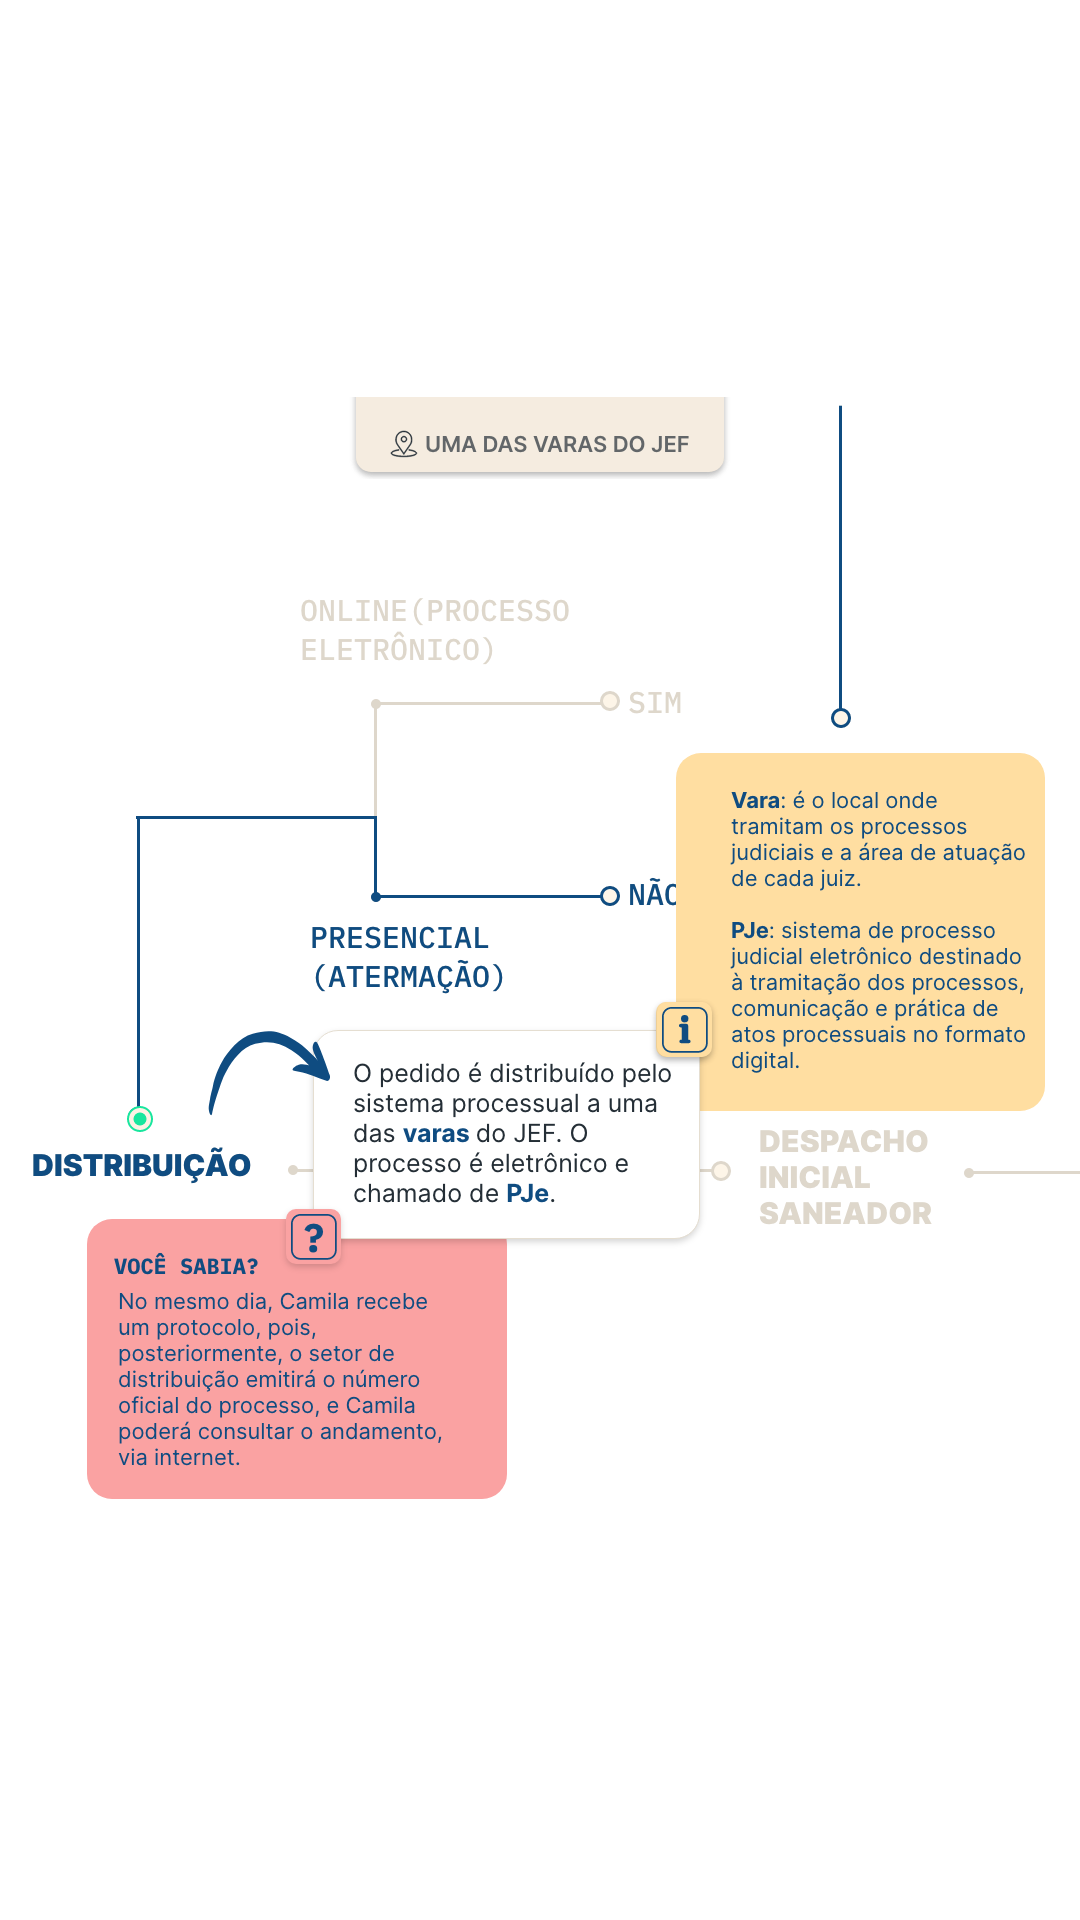 UMA DAS VARAS DO JEF
ONLINE(PROCESSO
ELETRÔNICO)
SIM
NÃO
PRESENCIAL
(ATERMAÇÃO)
Vara: é o local onde
tramitam os processos
judiciais e a área de atuação
de cada juiz.
PJe: sistema de processo
judicial eletrônico destinado
à tramitação dos processos,
comunicação e prática de
atos processuais no formato
digital.
i
O pedido é distribuído pelo
sistema processual a uma
das varas do JEF. O
processo é eletrônico e
chamado de PJe.
DISTRIBUIÇÃO
DESPACHO
INICIAL
SANEADOR
?
VOCÊ SABIA?
No mesmo dia, Camila recebe
um protocolo, pois,
posteriormente, o setor de
distribuição emitirá o número
oficial do processo, e Camila
poderá consultar o andamento,
via internet.